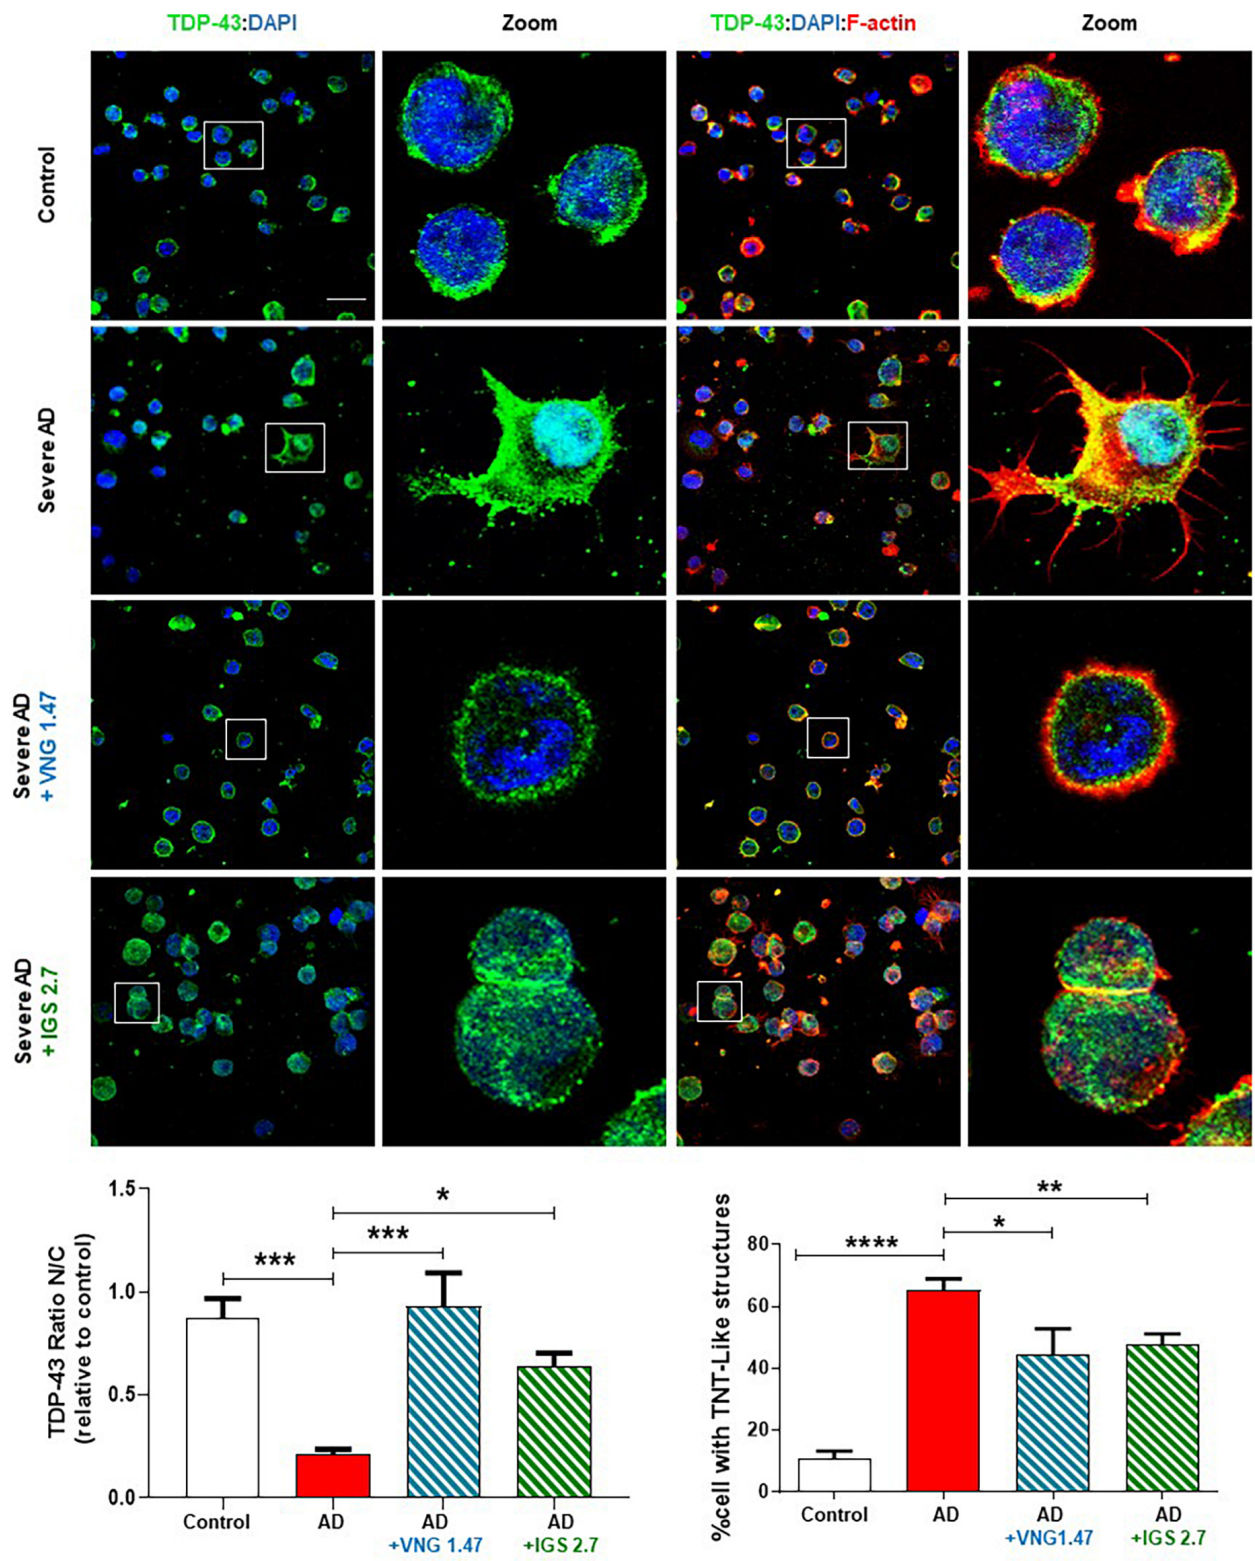 TDP-43:DAPI
Zoom
TDP-43:DAPI:F-actin
Zoom
Control
Severe AD
Severe AD
+ VNG 1.47
Severe AD
+ IGS 2.7
TDP-43 Ratio N/C
(relative to control)
1.5
1.0
0.5
0.0
***
***
*
Control
AD
AD
+VNG 1.47
AD
+IGS 2.7
%cell with TNT-Like structures
80
60
40
20
0
****
*
**
Control
AD
AD
+VNG1.47
AD
+IGS 2.7